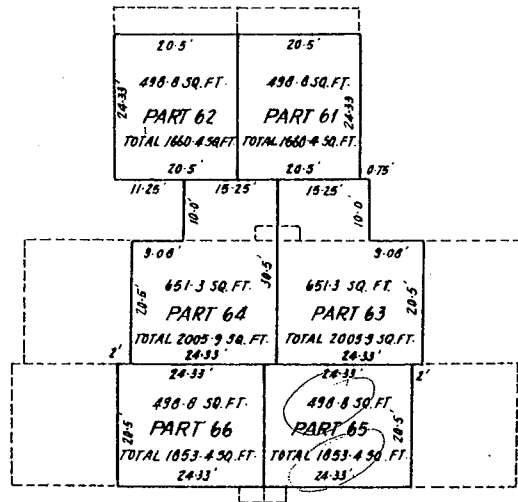 20·5' 20·5'
498·8 SQ.FT. 498·8 SQ.FT.
24·33' PART 62 PART 61 24·33
TOTAL 1660·4 SQ.FT. TOTAL 1660·4 SQ.FT.
20·5' 20·5' 0·75'
11·25' 15·25' 15·25'
10·0' 10·0'
9·08' 30·5' 9·08'
651·3 SQ. FT. 651·3 SQ. FT.
20·5' PART 64 PART 63 20·5'
TOTAL 2005·9 SQ.FT. TOTAL 2005·9 SQ.FT.
2' 24·33' 24·33'
24·33' 24·33' 2'
498·8 SQ.FT. 498·8 SQ.FT.
20·5' PART 66 PART 65 20·5'
TOTAL 1853·4 SQ.FT. TOTAL 1853·4 SQ.FT.
24·33' 24·33'